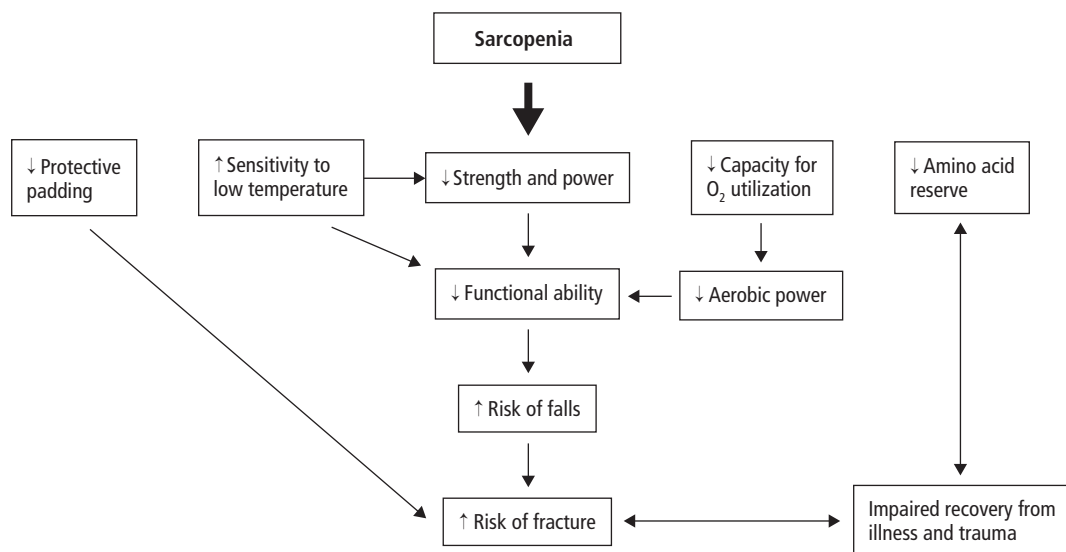 Sarcopenia
↓ Protective
padding
↑ Sensitivity to
low temperature
↓ Strength and power
↓ Capacity for
O₂ utilization
↓ Amino acid
reserve
↓ Functional ability
↓ Aerobic power
↑ Risk of falls
↑ Risk of fracture
Impaired recovery from
illness and trauma